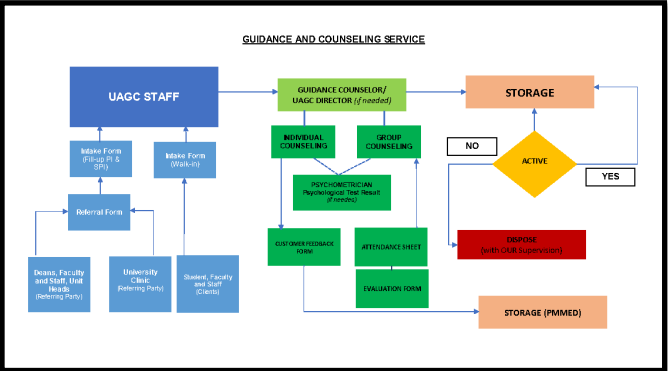 GUIDANCE AND COUNSELING SERVICE
UAGC STAFF
GUIDANCE COUNSELOR/
UAGC DIRECTOR (if needed)
STORAGE
INDIVIDUAL
COUNSELING
GROUP
COUNSELING
NO
ACTIVE
YES
Intake Form
(Fill-up PI &
SPI)
Intake Form
(Walk-in)
PSYCHOMETRICIAN
Psychological Test Result
(if needes)
Referral Form
CUSTOMER FEEDBACK
FORM
ATTENDANCE SHEET
DISPOSE
(with OUR supervision)
Deans, Faculty
and Staff, Unit
Heads
(Referring Party)
University
Clinic
(Referring Party)
Student, Faculty
and Staff
(Clients)
EVALUATION FORM
STORAGE (PMMED)